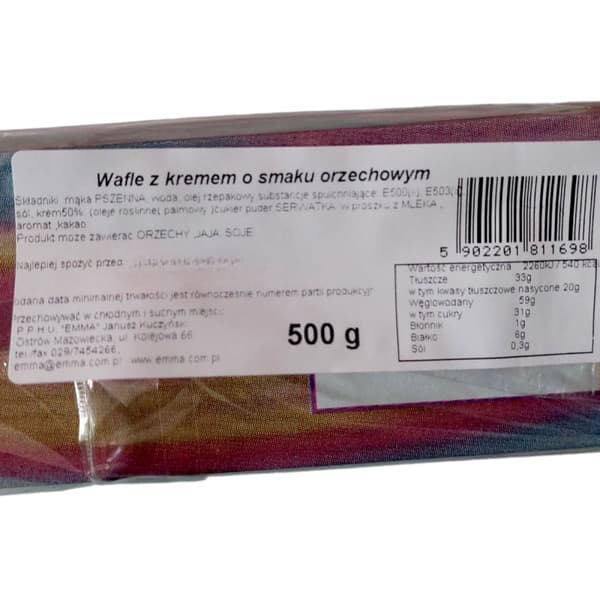 Wafle z kremem o smaku orzechowym
Składniki: mąka PSZENNA, woda, olej rzepakowy,substancje spulchniające: E500(ii), E503(ii)
sól, krem50%. (oleje roślinne( palmowy )cukier puder,SERWATKA w proszku z MLEKA ,
aromat ,kakao
Produkt może zawierać ORZECHY ,JAJA, SOJE
Najlepiej spożyć przed:
odana data minimalnej trwałości jest równocześnie numerem partii produkcyj
rzechowywać w chłodnym i suchym miejscu
P.P.H.U. "EMMA" Janusz Kuczyński
Ostrów Mazowiecka, ul. Kolejowa 66
tel./fax 029/7454266,
emma@emma.com.pl www.emma.com.pl
500 g
5 902201 811698
Wartość energetyczna 2260kJ / 540 kca
Tłuszcze 33g
w tym kwasy tłuszczowe nasycone 20g
Węglowodany 59g
w tym cukry 31g
Błonnik 1g
Białko 6g
Sól 0,3g